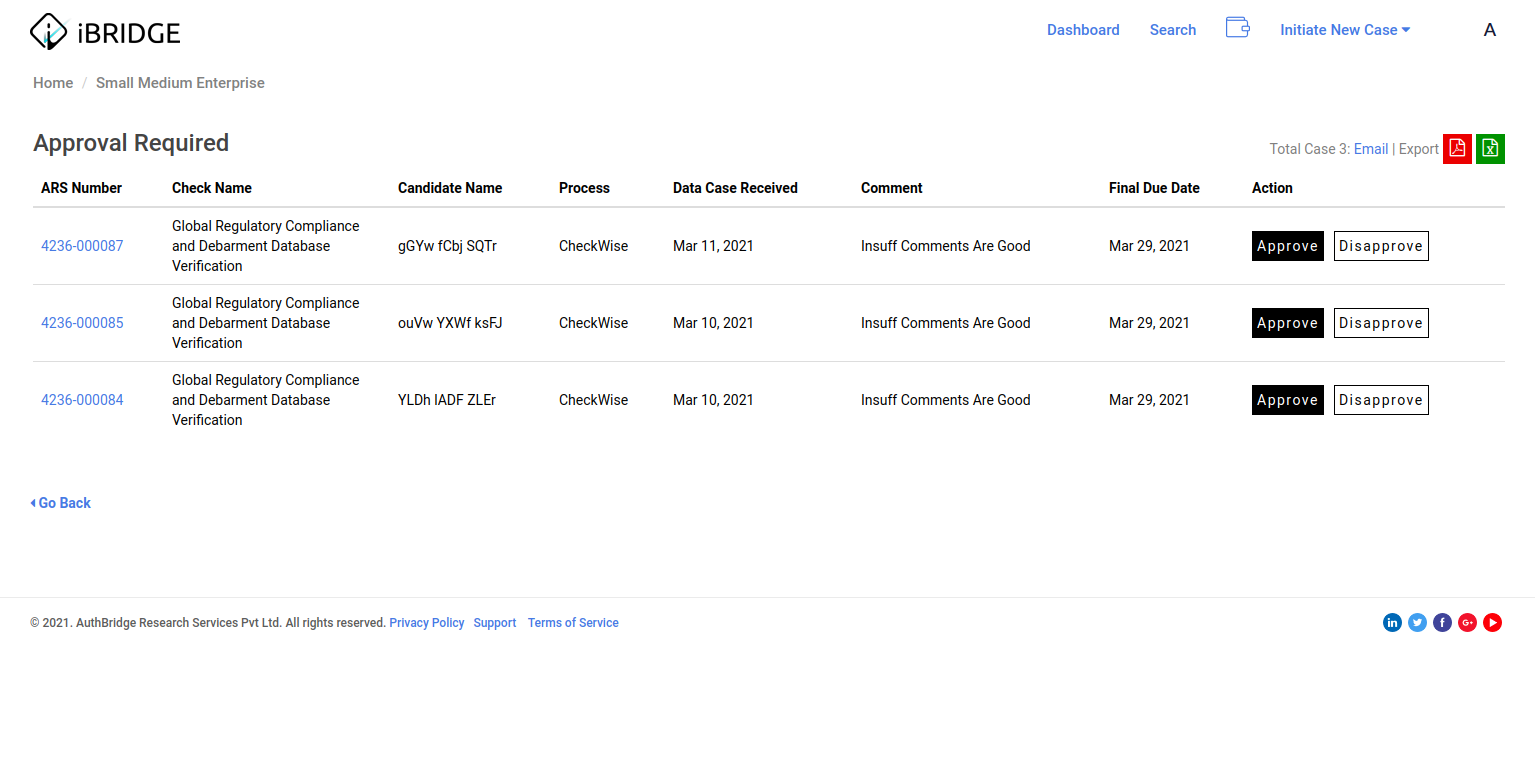 iBRIDGE
Dashboard Search Initiate New Case A
Home / Small Medium Enterprise
Approval Required
Total Case 3: Email | Export
ARS Number Check Name Candidate Name Process Data Case Received Comment Final Due Date Action
Global Regulatory Compliance
4236-000087 and Debarment Database gGYw fCbj SQTr CheckWise Mar 11, 2021 Insuff Comments Are Good Mar 29, 2021 Approve Disapprove
Verification
Global Regulatory Compliance
4236-000085 and Debarment Database ouVw YXWf ksFJ CheckWise Mar 10, 2021 Insuff Comments Are Good Mar 29, 2021 Approve Disapprove
Verification
Global Regulatory Compliance
4236-000084 and Debarment Database YLDh IADF ZLEr CheckWise Mar 10, 2021 Insuff Comments Are Good Mar 29, 2021 Approve Disapprove
Verification
Go Back
© 2021. AuthBridge Research Services Pvt Ltd. All rights reserved. Privacy Policy Support Terms of Service